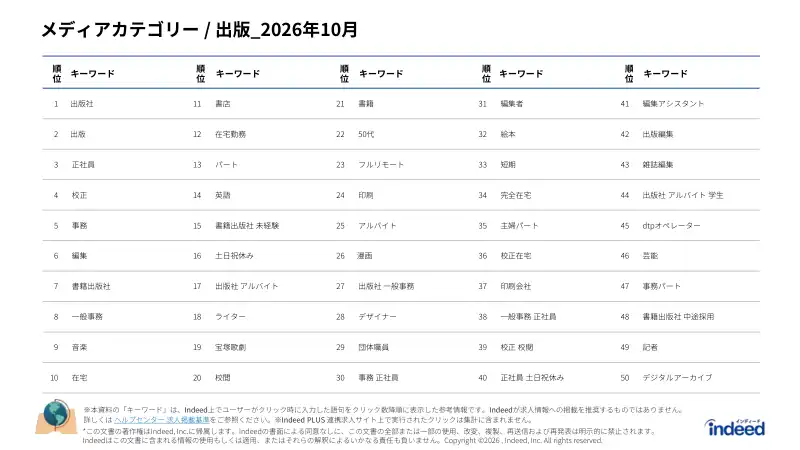 メディアカテゴリー / 出版_2026年10月
順位 キーワード 順位 キーワード 順位 キーワード 順位 キーワード 順位 キーワード
1 出版社 11 書店 21 書籍 31 編集者 41 編集アシスタント
2 出版 12 在宅勤務 22 50代 32 絵本 42 出版編集
3 正社員 13 パート 23 フルリモート 33 短期 43 雑誌編集
4 校正 14 英語 24 印刷 34 完全在宅 44 出版社 アルバイト 学生
5 事務 15 書籍出版社 未経験 25 アルバイト 35 主婦パート 45 dtpオペレーター
6 編集 16 土日祝休み 26 漫画 36 校正在宅 46 芸能
7 書籍出版社 17 出版社 アルバイト 27 出版社 一般事務 37 印刷会社 47 事務パート
8 一般事務 18 ライター 28 デザイナー 38 一般事務 正社員 48 書籍出版社 中途採用
9 音楽 19 宝塚歌劇 29 団体職員 39 校正 校閲 49 記者
10 在宅 20 校閲 30 事務 正社員 40 正社員 土日祝休み 50 デジタルアーカイブ
※本資料の「キーワード」は、Indeed上でユーザーがクリック時に入力した語句をクリック数降順に表示した参考情報です。Indeedが求人情報への掲載を推奨するものではありません。
詳しくは ヘルプセンター 求人掲載基準をご参照ください。※Indeed PLUS 連携求人サイト上で実行されたクリックは集計に含まれません。
*この文書の著作権はIndeed, Inc.に帰属します。Indeedの書面による同意なしに、この文書の全部または一部の使用、改変、複製、再送信および再発表は明示的に禁止されます。
Indeedはこの文書に含まれる情報の使用もしくは適用、またはそれらの解釈によるいかなる責任も負いません。Copyright ©2026 , Indeed, Inc. All rights reserved.
インディード
indeed